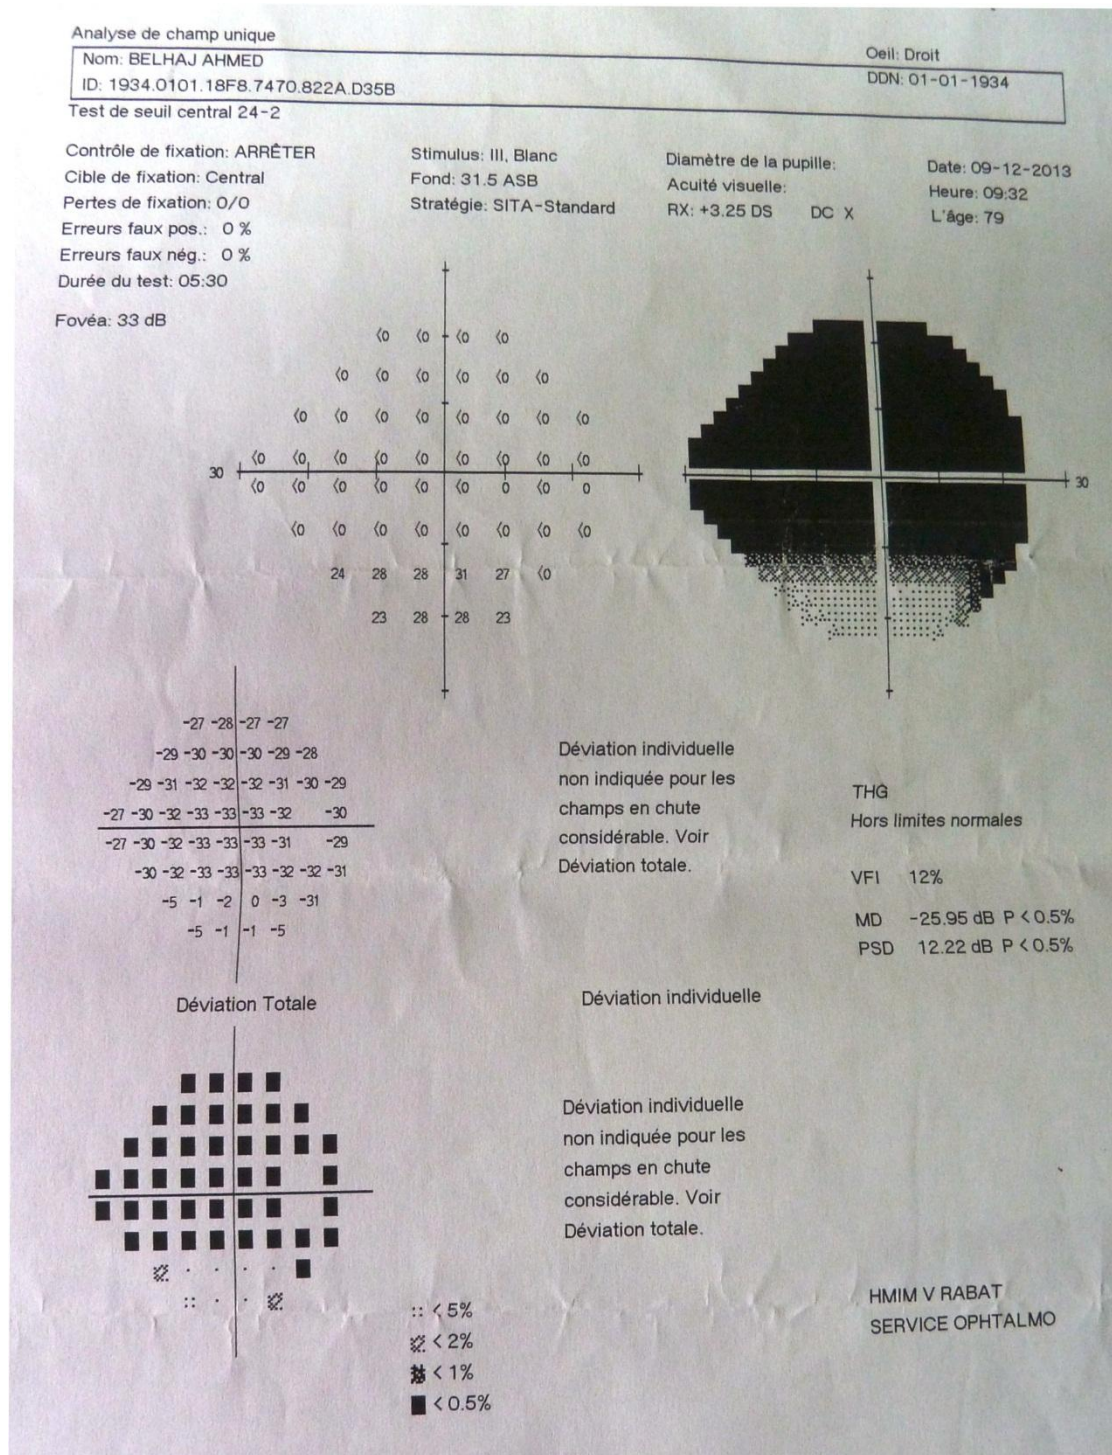 Analyse de champ unique
Nom: BELHAJ AHMED Oeil: Droit
ID: 1934.0101.18F8.7470.822A.D35B DDN: 01-01-1934
Test de seuil central 24-2
Contrôle de fixation: ARRÊTER Stimulus: III, Blanc Diamètre de la pupille: Date: 09-12-2013
Cible de fixation: Central Fond: 31.5 ASB Acuité visuelle: Heure: 09:32
Pertes de fixation: 0/0 Stratégie: SITA-Standard RX: +3.25 DS DC X L'âge: 79
Erreurs faux pos.: 0 %
Erreurs faux nég.: 0 %
Durée du test: 05:30
Fovéa: 33 dB
<0 <0 <0 <0
<0 <0 <0 <0 <0 <0
<0 <0 <0 <0 <0 <0 <0 <0
<0 <0 <0 <0 <0 <0 <0 <0 <0
30 30
<0 <0 <0 <0 <0 <0 0 <0 0
<0 <0 <0 <0 <0 <0 <0 <0
24 28 28 31 27 <0
23 28 28 23
-27 -28 -27 -27
-29 -30 -30 -30 -29 -28
-29 -31 -32 -32 -32 -31 -30 -29
-27 -30 -32 -33 -33 -33 -32 -30
-27 -30 -32 -33 -33 -33 -31 -29
-30 -32 -33 -33 -33 -32 -32 -31
-5 -1 -2 0 -3 -31
-5 -1 -1 -5
Déviation individuelle
non indiquée pour les
champs en chute
considérable. Voir
Déviation totale.
THG
Hors limites normales
VFI 12%
MD -25.95 dB P < 0.5%
PSD 12.22 dB P < 0.5%
Déviation Totale Déviation individuelle
Déviation individuelle
non indiquée pour les
champs en chute
considérable. Voir
Déviation totale.
:: < 5%
< 2%
< 1%
■ < 0.5%
HMIM V RABAT
SERVICE OPHTALMO